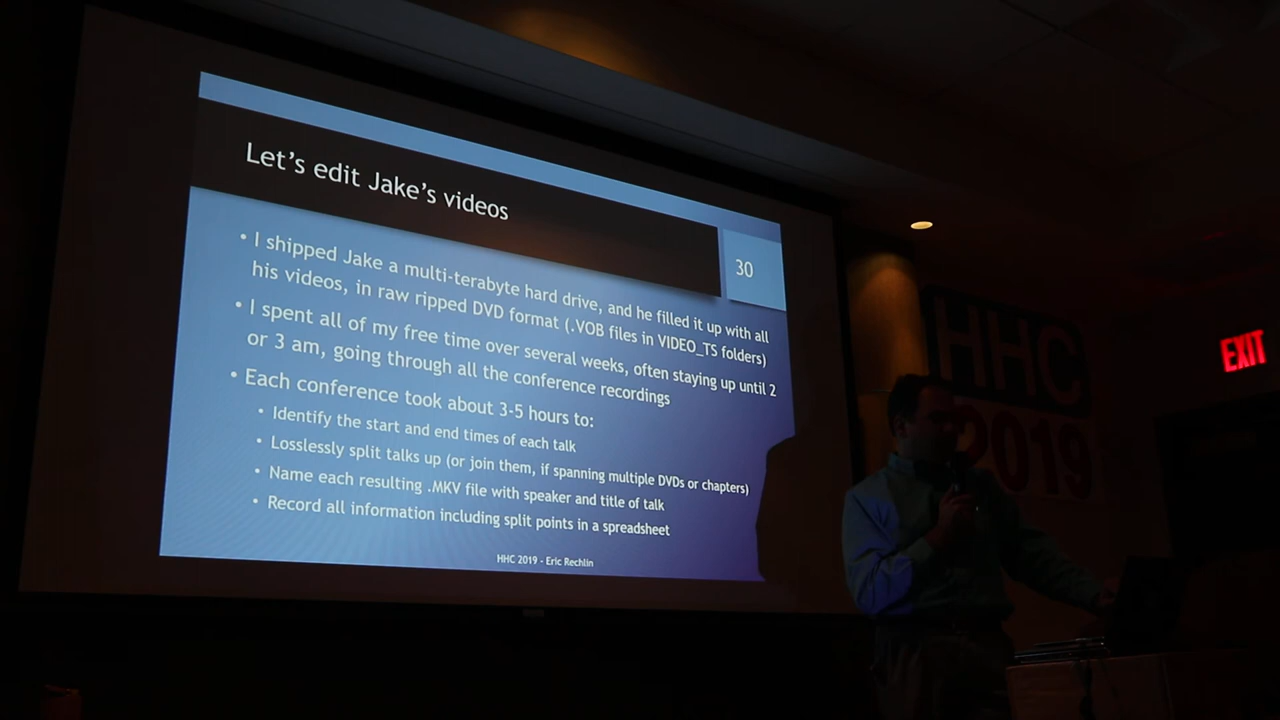 Let's edit Jake's videos
30
• I shipped Jake a multi-terabyte hard drive, and he filled it up with all
his videos, in raw ripped DVD format (.VOB files in VIDEO_TS folders)
• I spent all of my free time over several weeks, often staying up until 2
or 3 am, going through all the conference recordings
• Each conference took about 3-5 hours to:
• Identify the start and end times of each talk
• Losslessly split talks up (or join them, if spanning multiple DVDs or chapters)
• Name each resulting .MKV file with speaker and title of talk
• Record all information including split points in a spreadsheet
HHC 2019 - Eric Rechlin
HHC
2019
EXIT